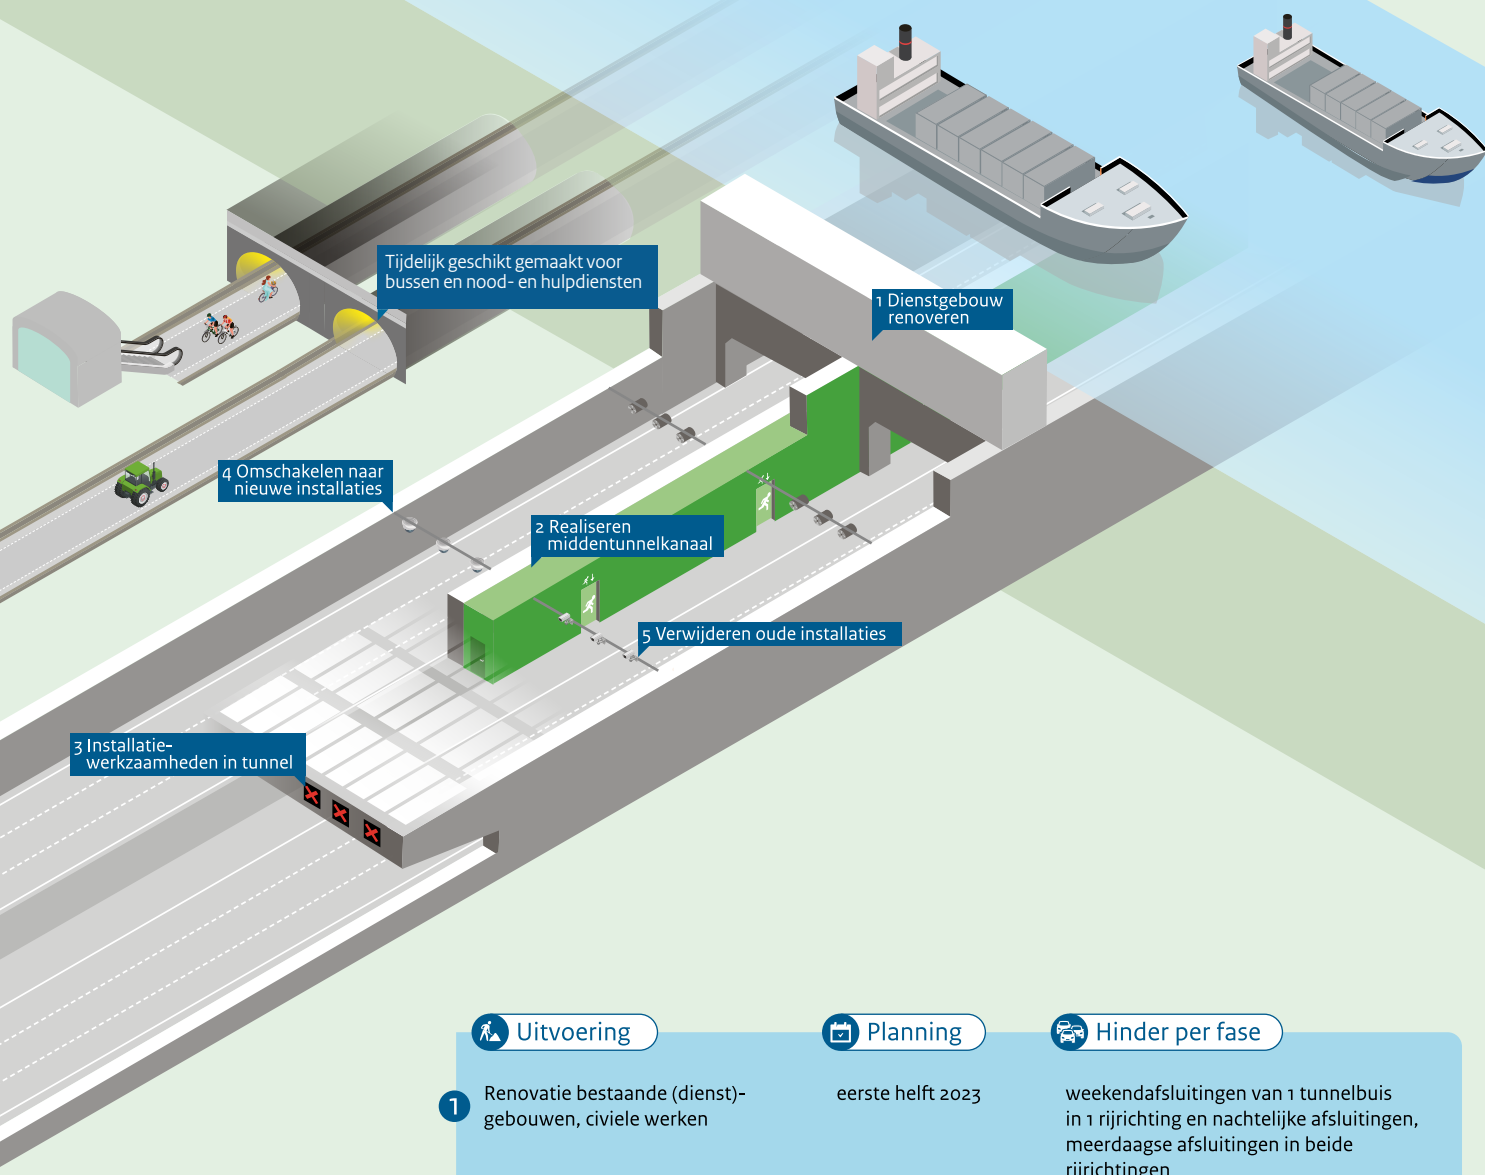 Tijdelijk geschikt gemaakt voor
bussen en nood- en hulpdiensten
1 Dienstgebouw
renoveren
4 Omschakelen naar
nieuwe installaties
2 Realiseren
middentunnelkanaal
5 Verwijderen oude installaties
3 Installatie-
werkzaamheden in tunnel
Uitvoering
Planning
Hinder per fase
1
Renovatie bestaande (dienst)-
gebouwen, civiele werken
eerste helft 2023
weekendafsluitingen van 1 tunnelbuis
in 1 rijrichting en nachtelijke afsluitingen,
meerdaagse afsluitingen in beide
rijrichtingen